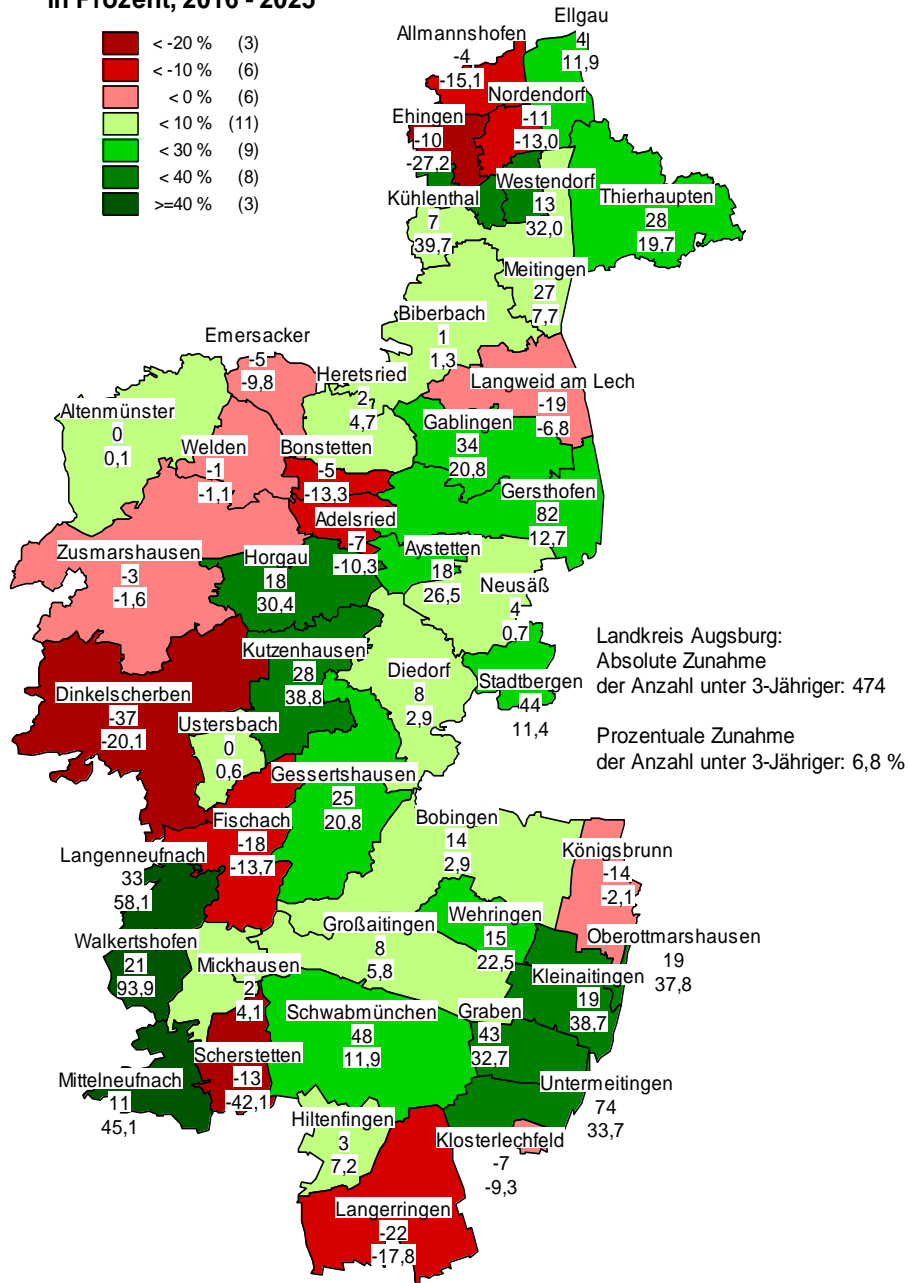 in Prozent, 2016 - 2025
< -20 % (3)
< -10 % (6)
< 0 % (6)
< 10 % (11)
< 30 % (9)
< 40 % (8)
>=40 % (3)
Ellgau
4
11,9
Allmannshofen
-4
-15,1
Nordendorf
-11
-13,0
Ehingen
-10
-27,2
Westendorf
13
32,0
Kühlenthal
7
39,7
Thierhaupten
28
19,7
Meitingen
27
7,7
Biberbach
1
1,3
Emersacker
-5
-9,8
Heretsried
2
4,7
Langweid am Lech
-19
-6,8
Altenmünster
0
0,1
Gablingen
34
20,8
Welden
-1
-1,1
Bonstetten
-5
-13,3
Gersthofen
82
12,7
Adelsried
-7
-10,3
Zusmarshausen
-3
-1,6
Horgau
18
30,4
Aystetten
18
26,5
Neusäß
4
0,7
Landkreis Augsburg:
Absolute Zunahme
der Anzahl unter 3-Jähriger: 474
Prozentuale Zunahme
der Anzahl unter 3-Jähriger: 6,8 %
Kutzenhausen
28
38,8
Diedorf
8
2,9
Stadtbergen
44
11,4
Dinkelscherben
-37
-20,1
Ustersbach
0
0,6
Gessertshausen
25
20,8
Fischach
-18
-13,7
Bobingen
14
2,9
Königsbrunn
-14
-2,1
Langenneufnach
33
58,1
Wehringen
15
22,5
Großaitingen
8
5,8
Oberottmarshausen
19
37,8
Walkertshofen
21
93,9
Mickhausen
2
4,1
Kleinaitingen
19
38,7
Schwabmünchen
48
11,9
Graben
43
32,7
Scherstetten
-13
-42,1
Mittelneufnach
11
45,1
Untermeitingen
74
33,7
Hiltenfingen
3
7,2
Klosterlechfeld
-7
-9,3
Langerringen
-22
-17,8